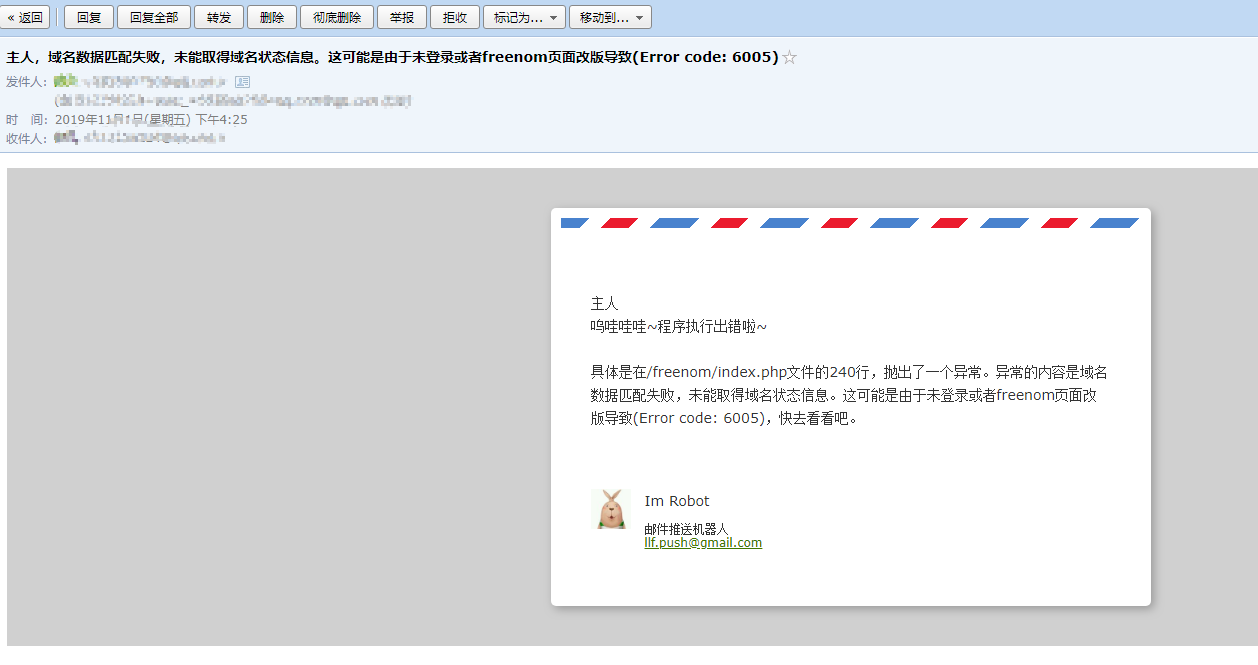 « 返回 回复 回复全部 转发 删除 彻底删除 举报 拒收 标记为... 移动到...
主人，域名数据匹配失败，未能取得域名状态信息。这可能是由于未登录或者freenom页面改版导致(Error code: 6005)
发件人：
时 间： 2019年11月1日(星期五) 下午4:25
收件人：
主人
呜哇哇哇~程序执行出错啦~
具体是在/freenom/index.php文件的240行，抛出了一个异常。异常的内容是域名
数据匹配失败，未能取得域名状态信息。这可能是由于未登录或者freenom页面改
版导致(Error code: 6005)，快去看看吧。
Im Robot
邮件推送机器人
llf.push@gmail.com